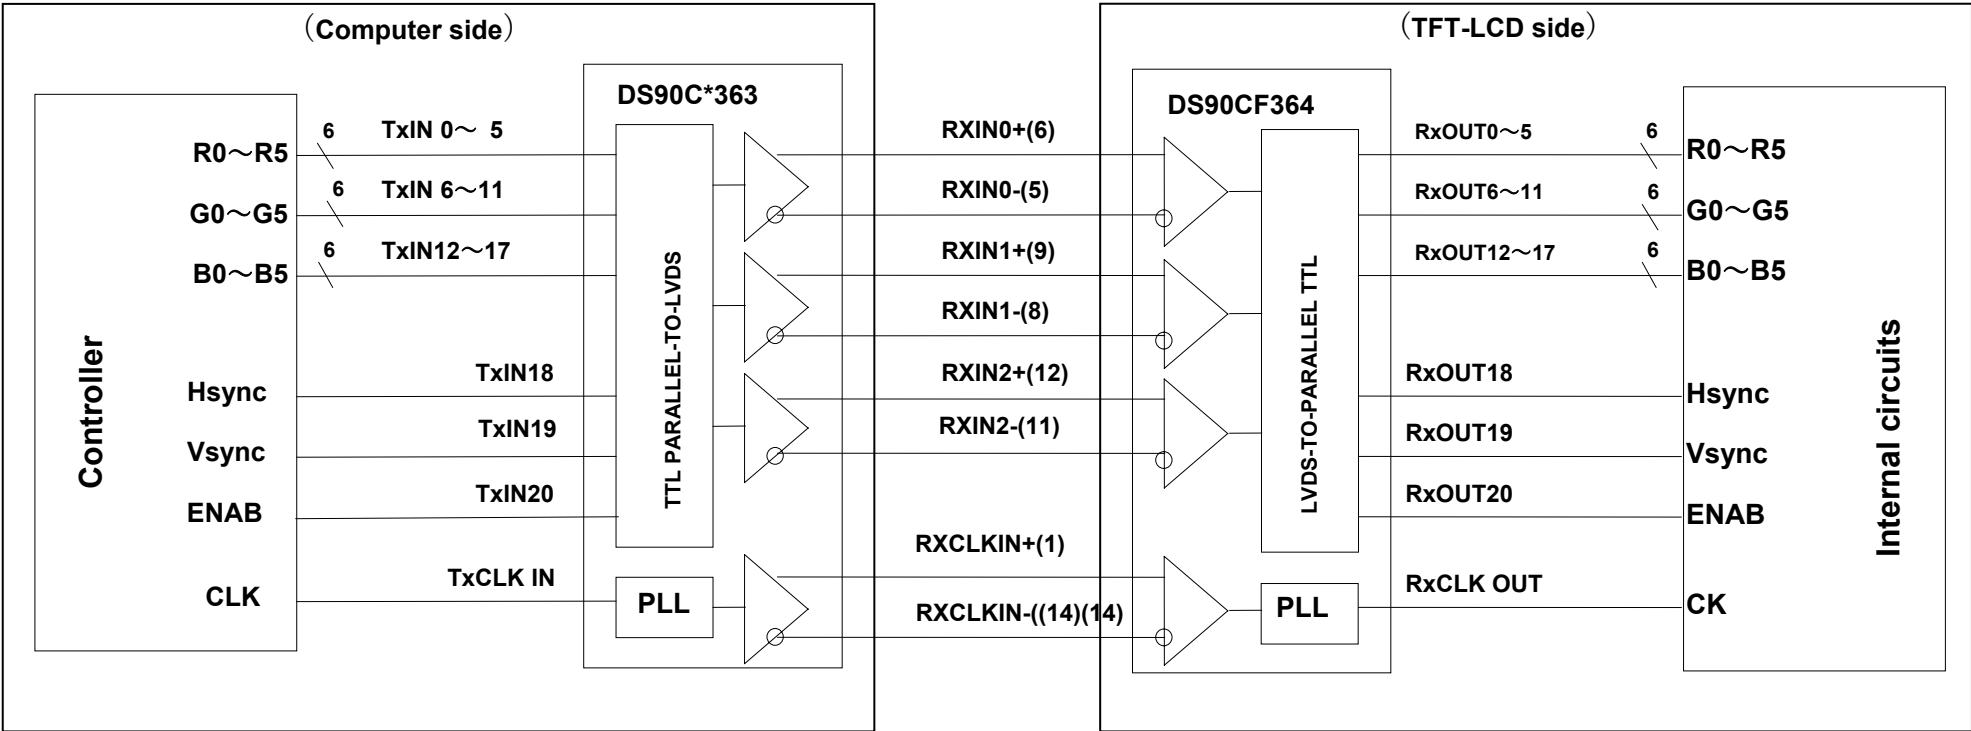 (Computer side)
(TFT-LCD side)
DS90C*363
DS90CF364
R0～R5
6
TxIN 0～ 5
G0～G5
6
TxIN 6～11
B0～B5
6
TxIN12～17
Controller
Hsync
TxIN18
Vsync
TxIN19
ENAB
TxIN20
CLK
TxCLK IN
TTL PARALLEL-TO-LVDS
PLL
RXIN0+(6)
RXIN0-(5)
RXIN1+(9)
RXIN1-(8)
RXIN2+(12)
RXIN2-(11)
RXCLKIN+(1)
RXCLKIN-((14)(14)
LVDS-TO-PARALLEL TTL
PLL
RxOUT0～5
6
R0～R5
RxOUT6～11
6
G0～G5
RxOUT12～17
6
B0～B5
RxOUT18
Hsync
RxOUT19
Vsync
RxOUT20
ENAB
RxCLK OUT
CK
Internal circuits